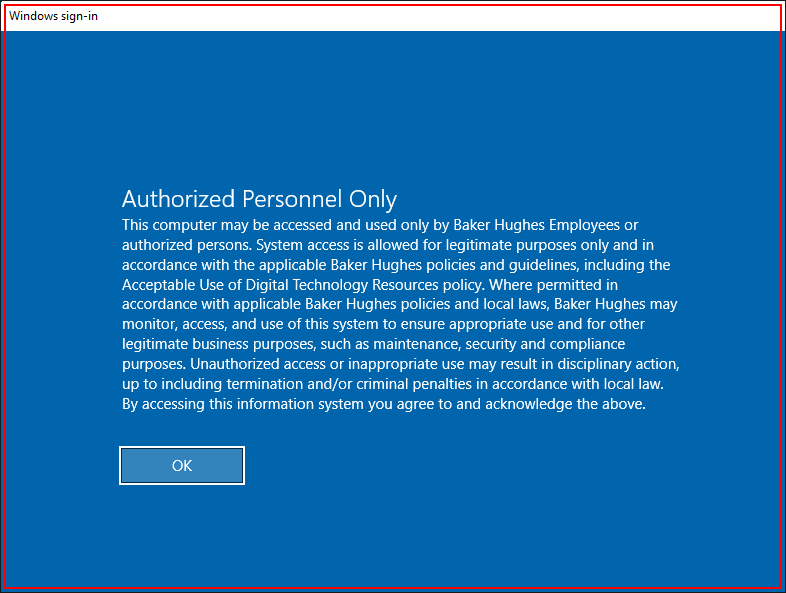 Windows sign-in
Authorized Personnel Only
This computer may be accessed and used only by Baker Hughes Employees or
authorized persons. System access is allowed for legitimate purposes only and in
accordance with the applicable Baker Hughes policies and guidelines, including the
Acceptable Use of Digital Technology Resources policy. Where permitted in
accordance with applicable Baker Hughes policies and local laws, Baker Hughes may
monitor, access, and use of this system to ensure appropriate use and for other
legitimate business purposes, such as maintenance, security and compliance
purposes. Unauthorized access or inappropriate use may result in disciplinary action,
up to including termination and/or criminal penalties in accordance with local law.
By accessing this information system you agree to and acknowledge the above.
OK